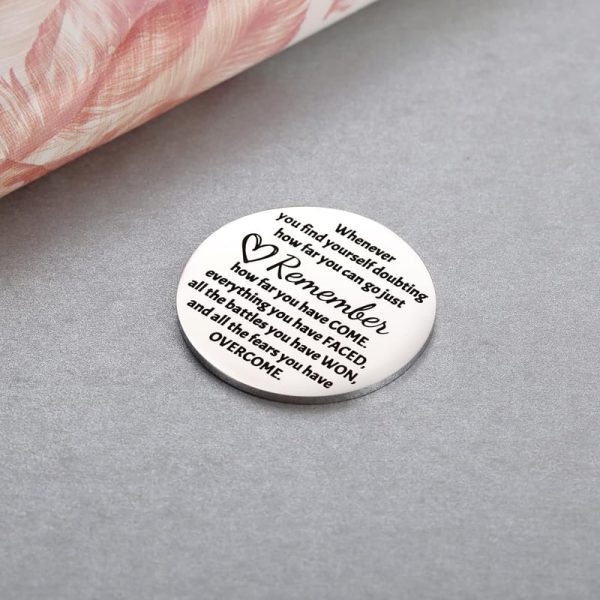 Whenever
you find yourself doubting
how far you can go just
Remember
how far you have COME.
everything you have FACED,
all the battles you have WON,
and all the fears you have
OVERCOME.